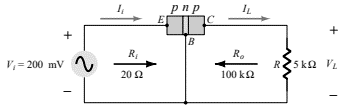 I_i p n p I_L
+ E C +
B
V_i = 200 mV R_i R_o R 5 kΩ V_L
20 Ω 100 kΩ
− −